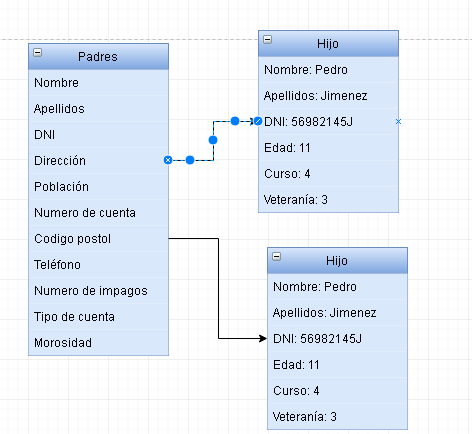 Padres
Nombre
Apellidos
DNI
Dirección
Población
Numero de cuenta
Codigo postol
Teléfono
Numero de impagos
Tipo de cuenta
Morosidad
Hijo
Nombre: Pedro
Apellidos: Jimenez
DNI: 56982145J
Edad: 11
Curso: 4
Veteranía: 3
Hijo
Nombre: Pedro
Apellidos: Jimenez
DNI: 56982145J
Edad: 11
Curso: 4
Veteranía: 3